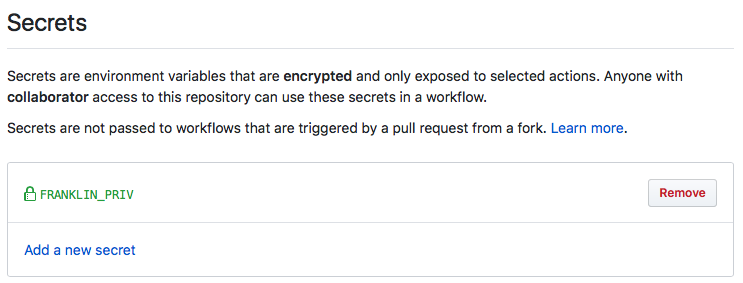 Secrets
Secrets are environment variables that are encrypted and only exposed to selected actions. Anyone with
collaborator access to this repository can use these secrets in a workflow.
Secrets are not passed to workflows that are triggered by a pull request from a fork. Learn more.
FRANKLIN_PRIV Remove
Add a new secret